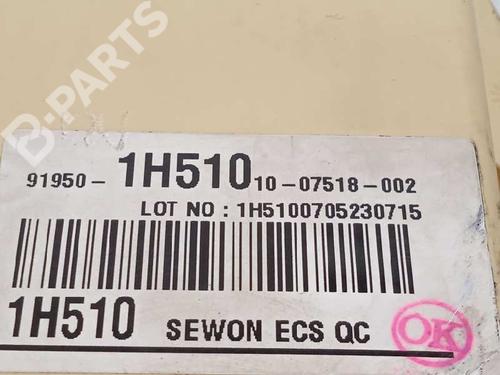 B-PARTS
91950- 1H510 10-07518-002
LOT NO : 1H5100705230715
1H510 SEWON ECS QC OK